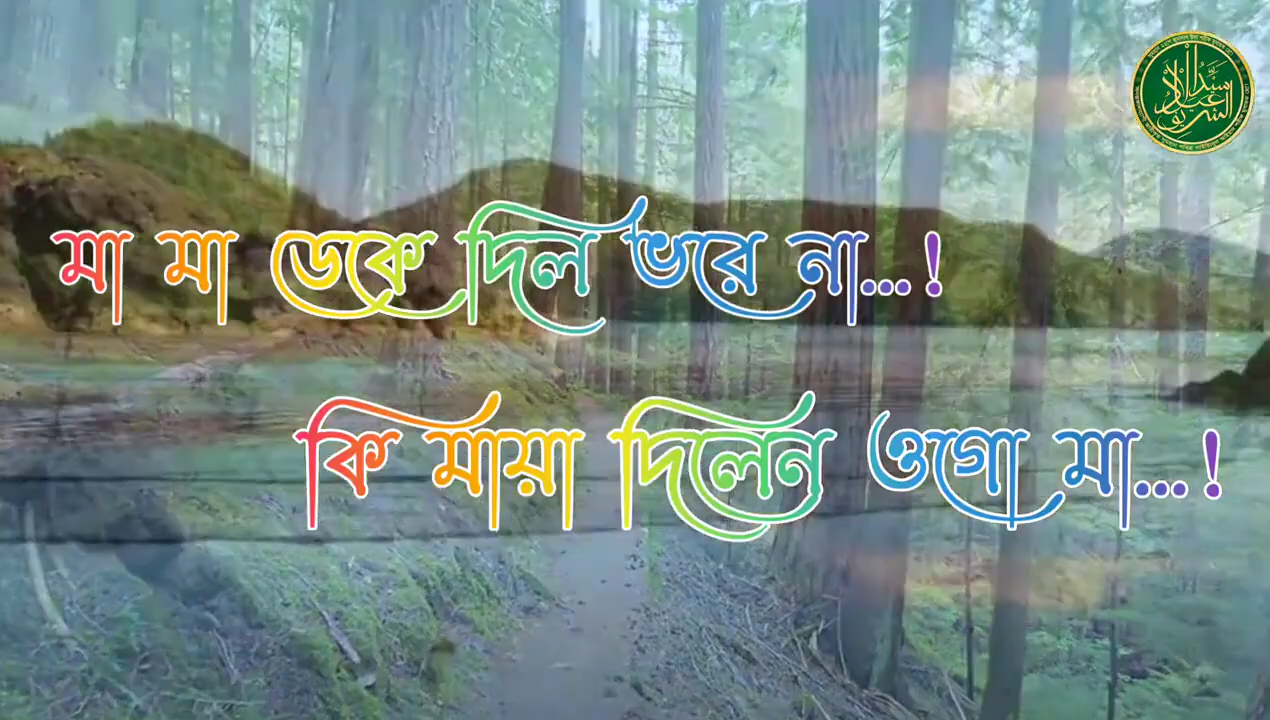 মা মা ডেকে দিল ভরে না...!
কি মায়া দিলেন ওগো মা...!